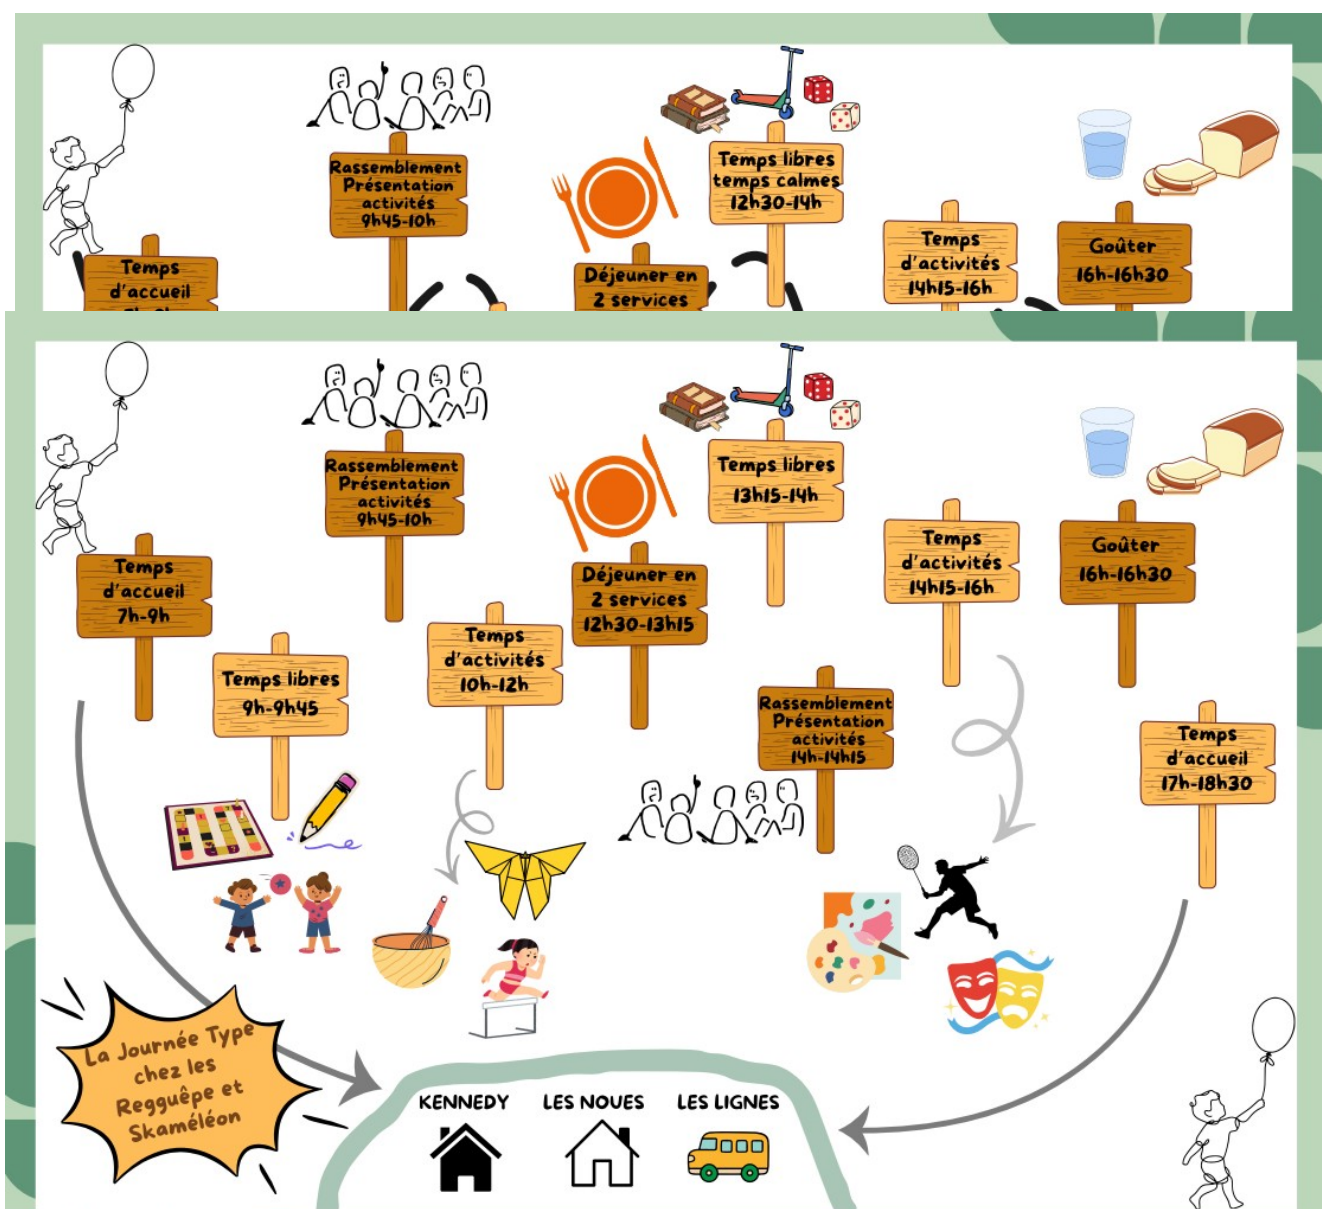 Rassemblement
Présentation
activités
9h45-10h
Temps libres
temps calmes
12h30-14h
Temps
d'activités
14h15-16h
Goûter
16h-16h30
Temps
d'accueil
Déjeuner en
2 services
Rassemblement
Présentation
activités
9h45-10h
Temps libres
13h15-14h
Temps
d'accueil
7h-9h
Déjeuner en
2 services
12h30-13h15
Temps
d'activités
14h15-16h
Goûter
16h-16h30
Temps libres
9h-9h45
Temps
d'activités
10h-12h
Rassemblement
Présentation
activités
14h-14h15
Temps
d'accueil
17h-18h30
La Journée Type
chez les
Regguêpe et
Skaméléon
KENNEDY
LES NOUES
LES LIGNES